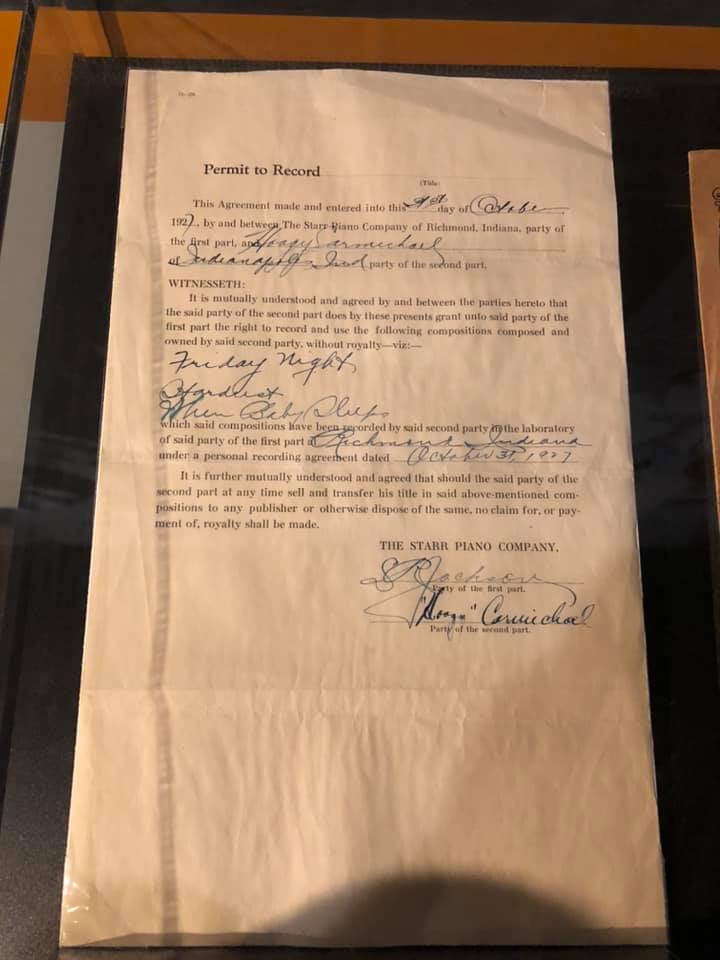 Permit to Record
(Title)
This Agreement made and entered into this 31st day of October,
1927., by and between The Starr Piano Company of Richmond, Indiana, party of
the first part, and Hoagy Carmichael
of Indianapolis Ind party of the second part,
WITNESSETH:
It is mutually understood and agreed by and between the parties hereto that
the said party of the second part does by these presents grant unto said party of the
first part the right to record and use the following compositions composed and
owned by said second party, without royalty—viz:—
Friday Night
Stardust
When Baby Sleeps
which said compositions have been recorded by said second party in the laboratory
of said party of the first part at Richmond, Indiana
under a personal recording agreement dated October 31, 1927
It is further mutually understood and agreed that should the said party of the
second part at any time sell and transfer his title in said above-mentioned com-
positions to any publisher or otherwise dispose of the same, no claim for, or pay-
ment of, royalty shall be made.
THE STARR PIANO COMPANY.
Jackson
Party of the first part.
"Hoagy" Carmichael
Party of the second part.